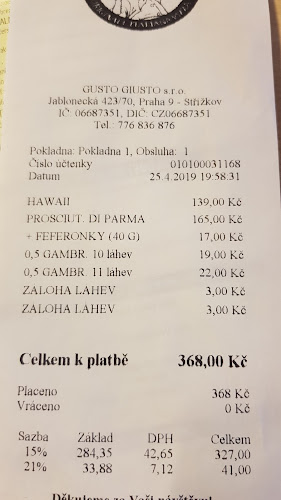 GUSTO GIUSTO s.r.o.
Jablonecká 423/70, Praha 9 - Střížkov
IČ: 06687351, DIČ: CZ06687351
Tel.: 776 836 876
Pokladna: Pokladna 1, Obsluha: 1
Číslo účtenky 010100031168
Datum 25.4.2019 19:58:31
HAWAII 139,00 Kč
PROSCIUT. DI PARMA 165,00 Kč
+ FEFERONKY (40 G) 17,00 Kč
0,5 GAMBR. 10 láhev 19,00 Kč
0,5 GAMBR. 11 láhev 22,00 Kč
ZALOHA LAHEV 3,00 Kč
ZALOHA LAHEV 3,00 Kč
Celkem k platbě 368,00 Kč
Placeno 368 Kč
Vráceno 0 Kč
Sazba Základ DPH Celkem
15% 284,35 42,65 327,00
21% 33,88 7,12 41,00
Děkujeme za Vaši návštěvu!